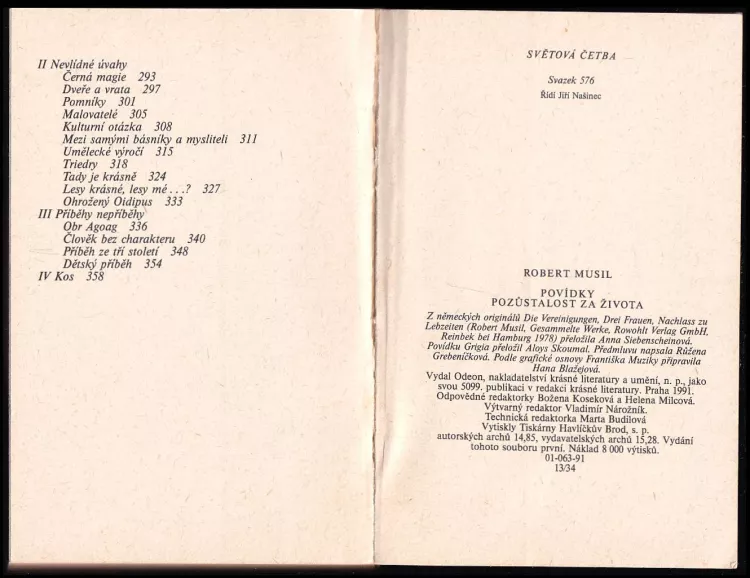 II Nevlídné úvahy
Černá magie 293
Dveře a vrata 297
Pomníky 301
Malovatelé 305
Kulturní otázka 308
Mezi samými básníky a mysliteli 311
Umělecké výročí 315
Triedry 318
Tady je krásně 324
Lesy krásné, lesy mé . . .? 327
Ohrožený Oidipus 333
III Příběhy nepříběhy
Obr Agoag 336
Člověk bez charakteru 340
Příběh ze tří století 348
Dětský příběh 354
IV Kos 358
SVĚTOVÁ ČETBA
Svazek 576
Řídí Jiří Našinec
ROBERT MUSIL
POVÍDKY
POZŮSTALOST ZA ŽIVOTA
Z německých originálů Die Vereinigungen, Drei Frauen, Nachlass zu
Lebzeiten (Robert Musil, Gesammelte Werke, Rowohlt Verlag GmbH,
Reinbek bei Hamburg 1978) přeložila Anna Siebenscheinová.
Povídku Grigia přeložil Aloys Skoumal. Předmluvu napsala Růžena
Grebeníčková. Podle grafické osnovy Františka Muziky připravila
Hana Blažejová.
Vydal Odeon, nakladatelství krásné literatury a umění, n. p., jako
svou 5099. publikaci v redakci krásné literatury. Praha 1991.
Odpovědné redaktorky Božena Koseková a Helena Milcová.
Výtvarný redaktor Vladimír Nárožník.
Technická redaktorka Marta Budilová
Vytiskly Tiskárny Havlíčkův Brod, s. p.
autorských archů 14,85, vydavatelských archů 15,28. Vydání
tohoto souboru první. Náklad 8 000 výtisků.
01-063-91
13/34